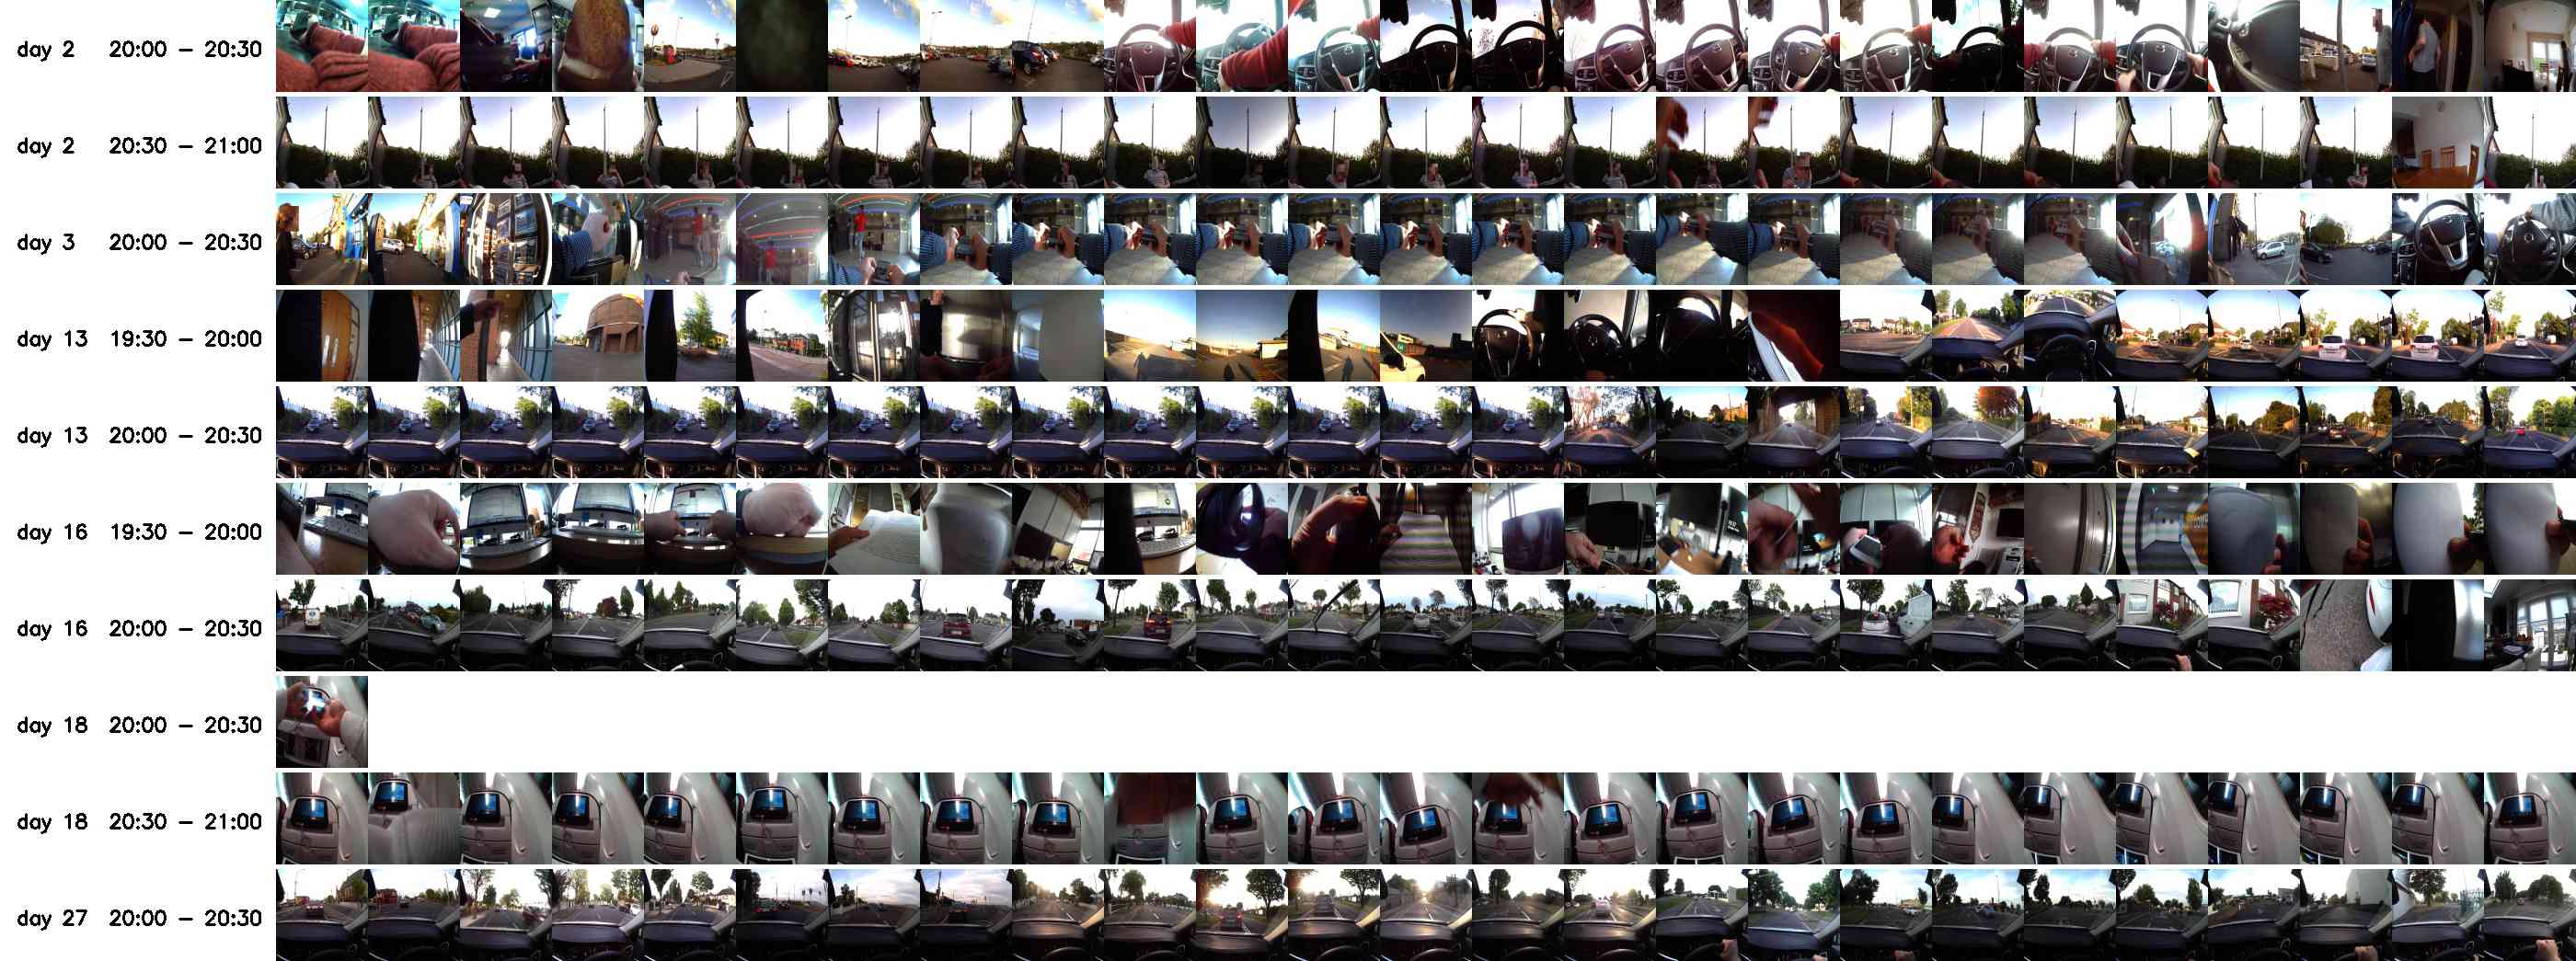 day 2 20:00 - 20:30
day 2 20:30 - 21:00
day 3 20:00 - 20:30
day 13 19:30 - 20:00
day 13 20:00 - 20:30
day 16 19:30 - 20:00
day 16 20:00 - 20:30
day 18 20:00 - 20:30
day 18 20:30 - 21:00
day 27 20:00 - 20:30